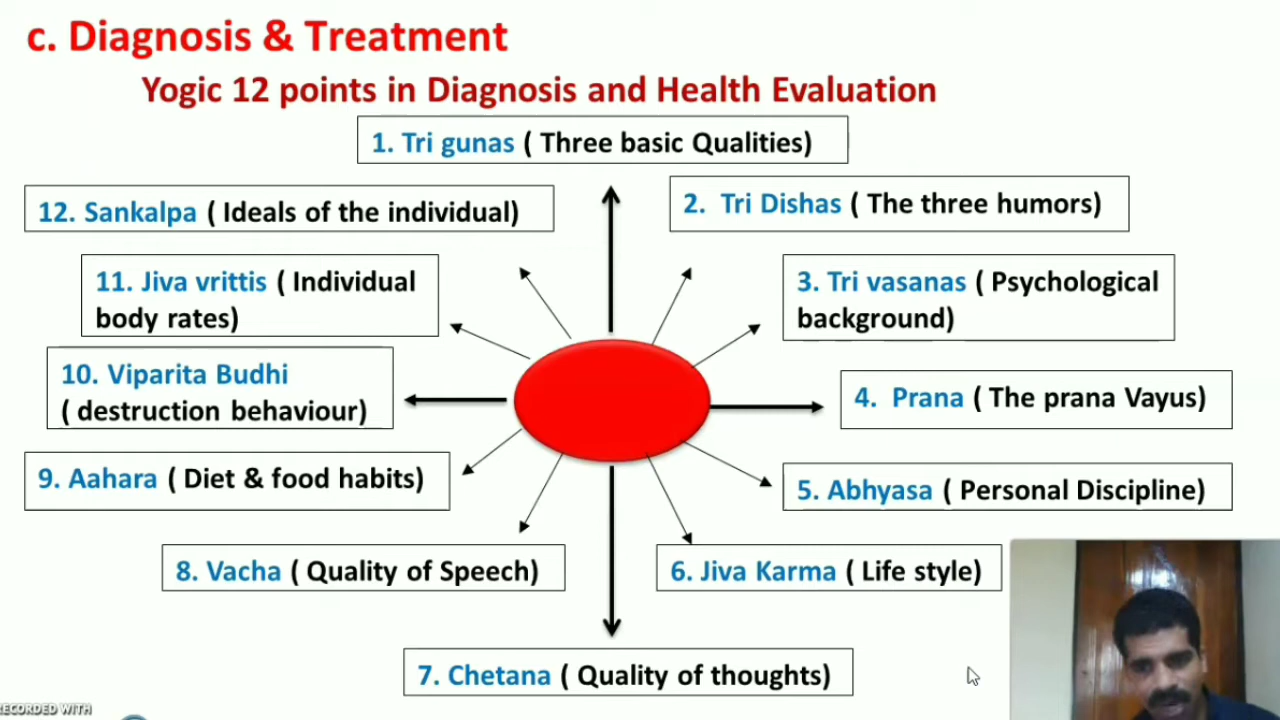 c. Diagnosis & Treatment
Yogic 12 points in Diagnosis and Health Evaluation
1. Tri gunas ( Three basic Qualities)
2. Tri Dishas ( The three humors)
3. Tri vasanas ( Psychological
background)
4. Prana ( The prana Vayus)
5. Abhyasa ( Personal Discipline)
6. Jiva Karma ( Life style)
7. Chetana ( Quality of thoughts)
8. Vacha ( Quality of Speech)
9. Aahara ( Diet & food habits)
10. Viparita Budhi
( destruction behaviour)
11. Jiva vrittis ( Individual
body rates)
12. Sankalpa ( Ideals of the individual)
RECORDED WITH